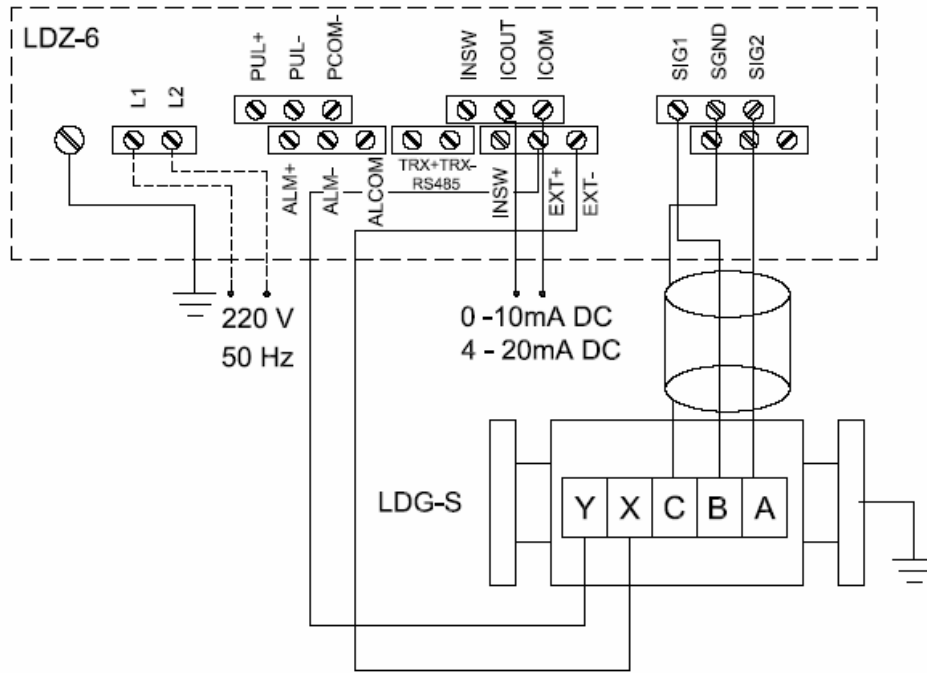 LDZ-6
L1
L2
PUL+
PUL-
PCOM-
INSW
ICOUT
ICOM
SIG1
SGND
SIG2
ALM+
ALM-
ALCOM
TRX+TRX-
RS485
INSW
EXT+
EXT-
220 V
50 Hz
0 -10mA DC
4 - 20mA DC
LDG-S
Y X C B A